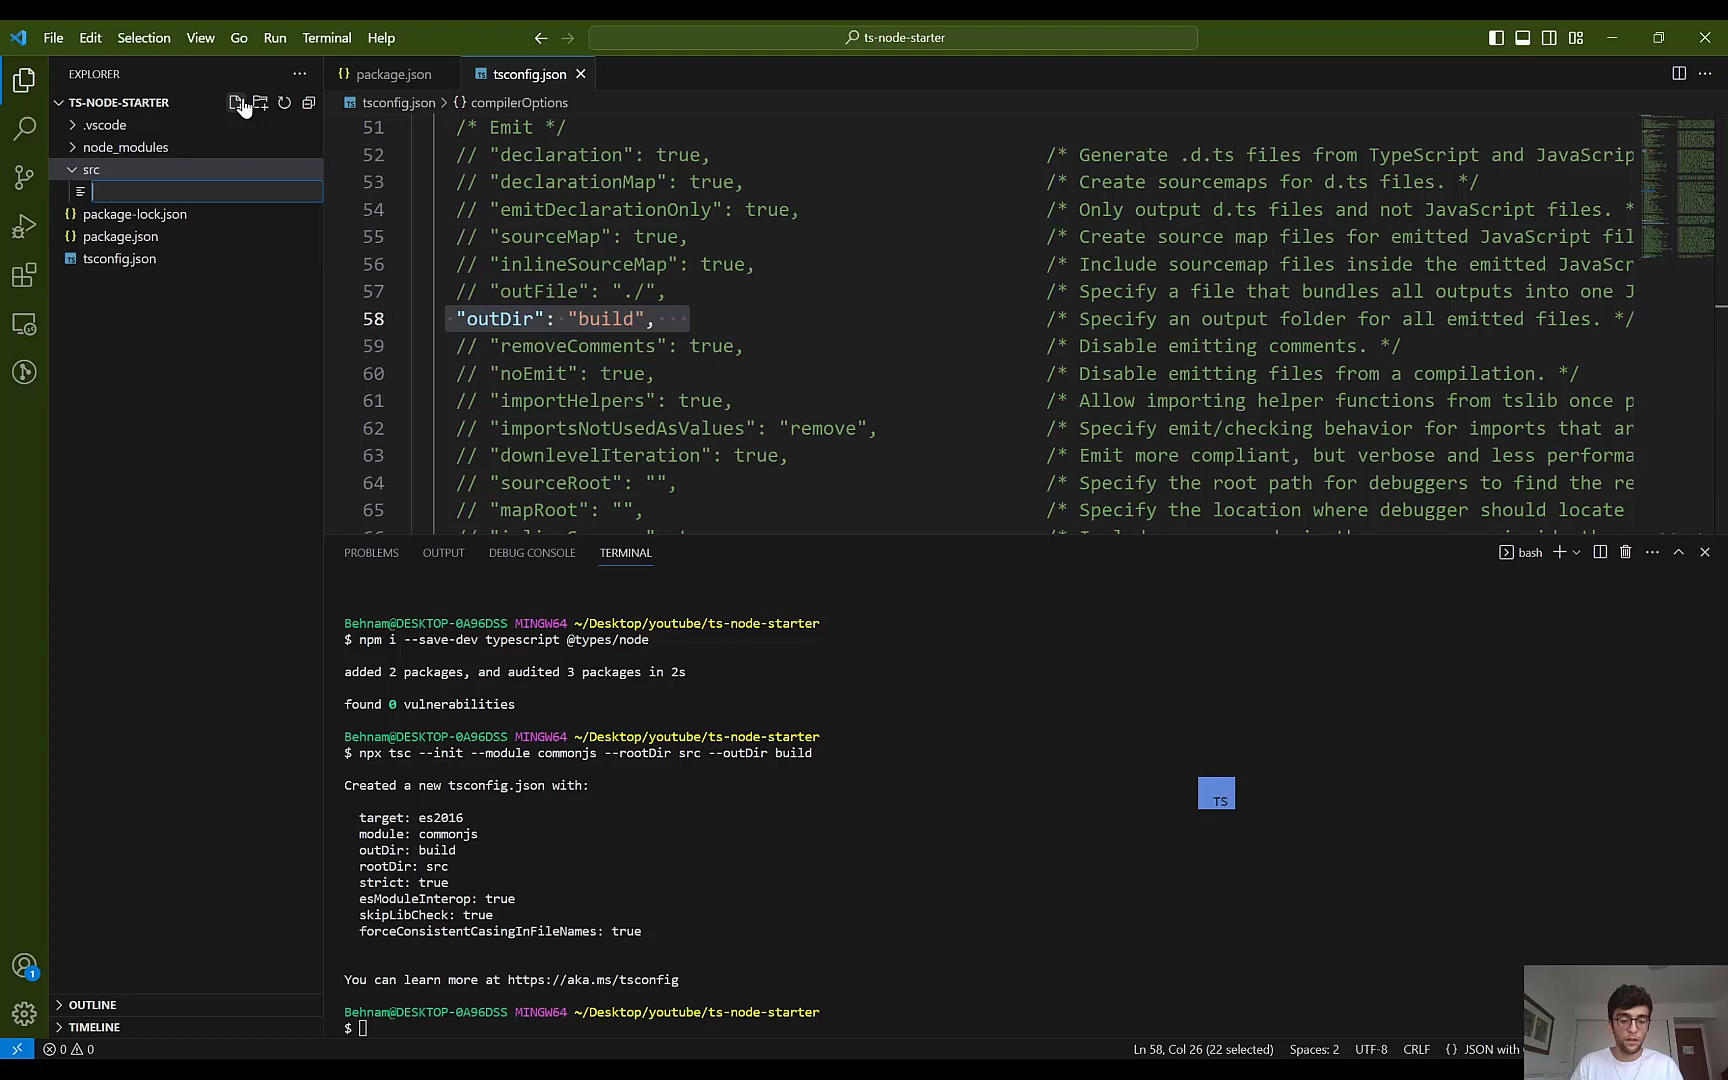 File Edit Selection View Go Run Terminal Help
ts-node-starter
EXPLORER
TS-NODE-STARTER
.vscode
node_modules
src
package-lock.json
package.json
tsconfig.json
OUTLINE
TIMELINE
package.json
tsconfig.json
tsconfig.json > {} compilerOptions
51 /* Emit */
52 // "declaration": true, /* Generate .d.ts files from TypeScript and JavaScrip
53 // "declarationMap": true, /* Create sourcemaps for d.ts files. */
54 // "emitDeclarationOnly": true, /* Only output d.ts files and not JavaScript files. *
55 // "sourceMap": true, /* Create source map files for emitted JavaScript fil
56 // "inlineSourceMap": true, /* Include sourcemap files inside the emitted JavaScr
57 // "outFile": "./", /* Specify a file that bundles all outputs into one J
58 "outDir": "build", /* Specify an output folder for all emitted files. */
59 // "removeComments": true, /* Disable emitting comments. */
60 // "noEmit": true, /* Disable emitting files from a compilation. */
61 // "importHelpers": true, /* Allow importing helper functions from tslib once p
62 // "importsNotUsedAsValues": "remove", /* Specify emit/checking behavior for imports that ar
63 // "downlevelIteration": true, /* Emit more compliant, but verbose and less performa
64 // "sourceRoot": "", /* Specify the root path for debuggers to find the re
65 // "mapRoot": "", /* Specify the location where debugger should locate
PROBLEMS OUTPUT DEBUG CONSOLE TERMINAL
bash
Behnam@DESKTOP-0A96DSS MINGW64 ~/Desktop/youtube/ts-node-starter
$ npm i --save-dev typescript @types/node
added 2 packages, and audited 3 packages in 2s
found 0 vulnerabilities
Behnam@DESKTOP-0A96DSS MINGW64 ~/Desktop/youtube/ts-node-starter
$ npx tsc --init --module commonjs --rootDir src --outDir build
Created a new tsconfig.json with:
target: es2016
module: commonjs
outDir: build
rootDir: src
strict: true
esModuleInterop: true
skipLibCheck: true
forceConsistentCasingInFileNames: true
You can learn more at https://aka.ms/tsconfig
Behnam@DESKTOP-0A96DSS MINGW64 ~/Desktop/youtube/ts-node-starter
$
TS
1
0 0
Ln 58, Col 26 (22 selected) Spaces: 2 UTF-8 CRLF {} JSON with